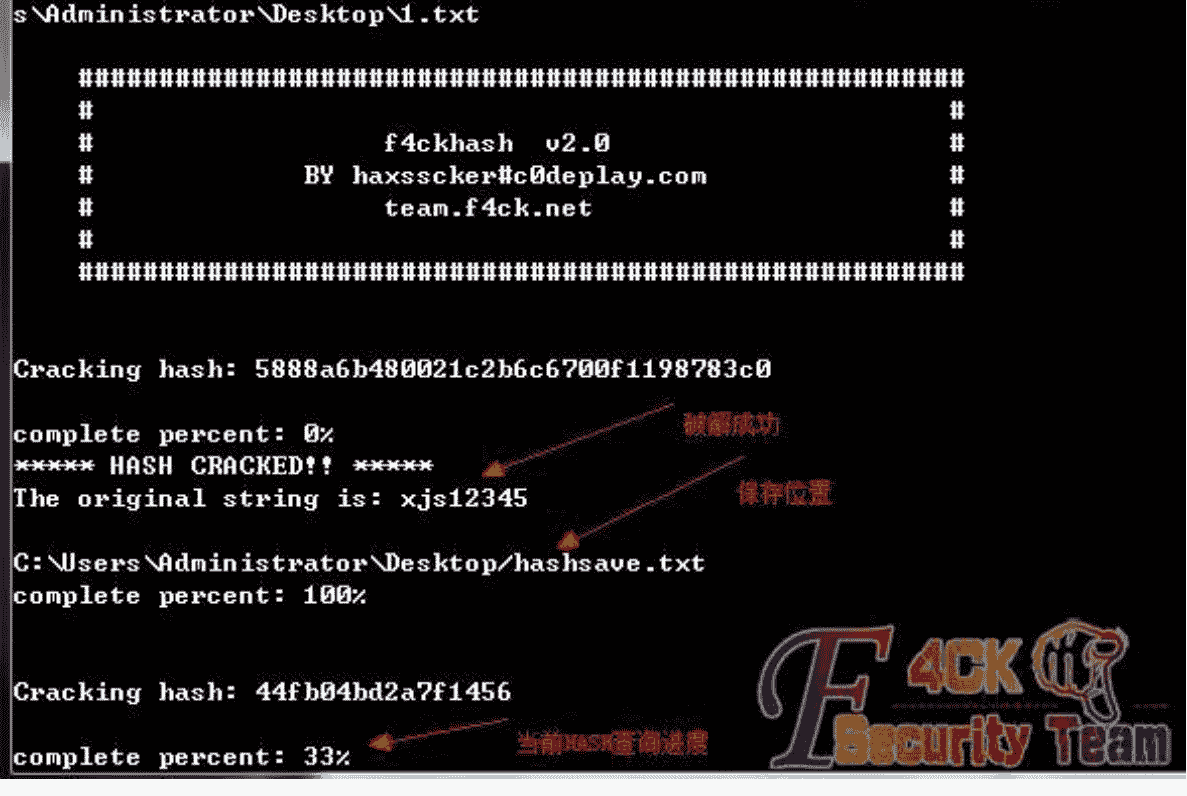 s\Administrator\Desktop\1.txt
#######################################################
# #
# f4ckhash v2.0 #
# BY haxsscker#c0deplay.com #
# team.f4ck.net #
# #
#######################################################
Cracking hash: 5888a6b480021c2b6c6700f1198783c0
complete percent: 0%
破解成功
***** HASH CRACKED!! *****
The original string is: xjs12345
保存位置
C:\Users\Administrator\Desktop/hashsave.txt
complete percent: 100%
Cracking hash: 44fb04bd2a7f1456
complete percent: 33%
当前HASH查询进度
F4CK
Security Team